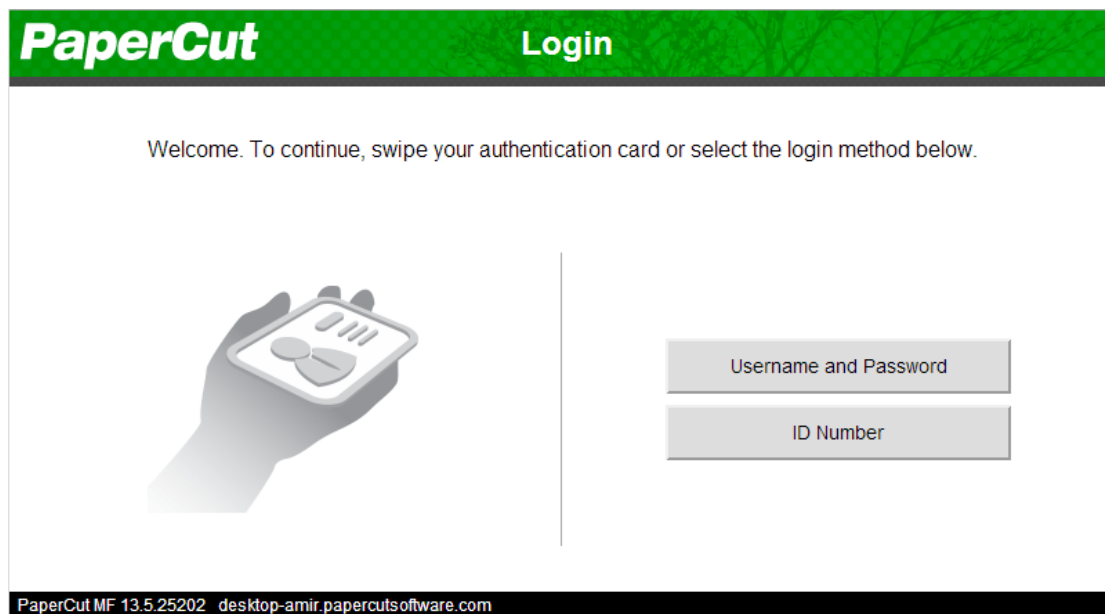 PaperCut
Login
Welcome. To continue, swipe your authentication card or select the login method below.
Username and Password
ID Number
PaperCut MF 13.5.25202 desktop-amir.papercutsoftware.com